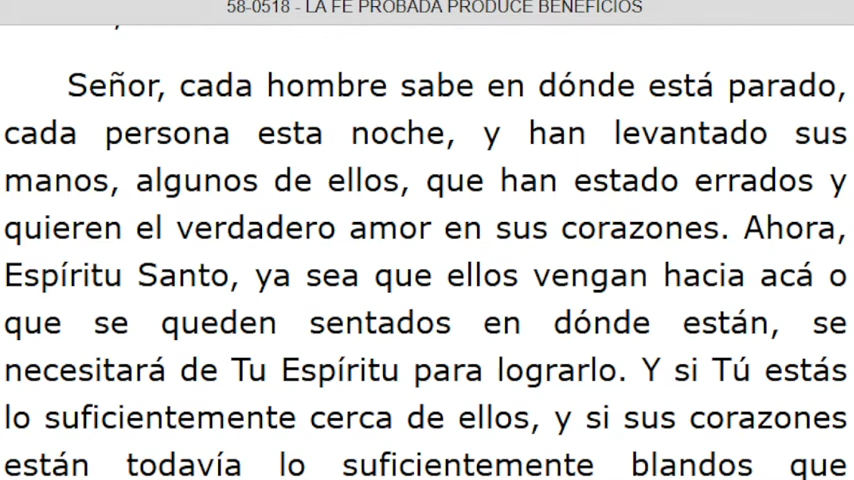 58-0518 - LA FE PROBADA PRODUCE BENEFICIOS
Señor, cada hombre sabe en dónde está parado,
cada persona esta noche, y han levantado sus
manos, algunos de ellos, que han estado errados y
quieren el verdadero amor en sus corazones. Ahora,
Espíritu Santo, ya sea que ellos vengan hacia acá o
que se queden sentados en dónde están, se
necesitará de Tu Espíritu para lograrlo. Y si Tú estás
lo suficientemente cerca de ellos, y si sus corazones
están todavía lo suficientemente blandos que